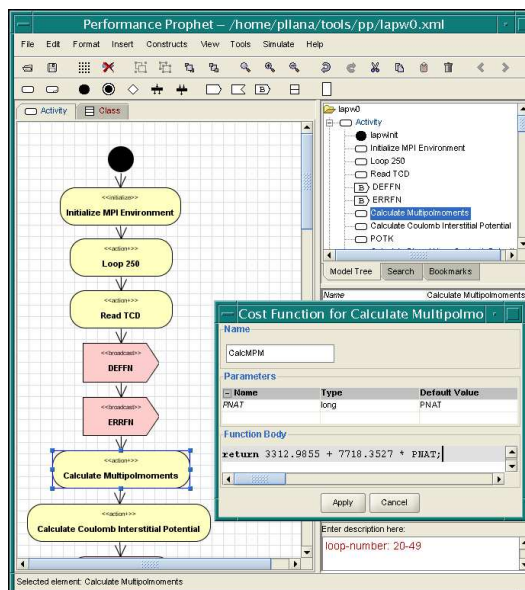 Performance Prophet – /home/pllana/tools/pp/lapw0.xml
File Edit Format Insert Constructs View Tools Simulate Help
B
Activity Class
<<initialize>>
Initialize MPI Environment
<<action+>>
Loop 250
<<action+>>
Read TCD
<<broadcast>>
DEFFN
<<broadcast>>
ERRFN
<<action+>>
Calculate Multipolmoments
<<action+>>
Calculate Coulomb Interstitial Potential
lapw0
Activity
lapwinit
Initialize MPI Environment
Loop 250
Read TCD
B DEFFN
B ERRFN
Calculate Multipolmoments
Calculate Coulomb Interstitial Potential
POTK
Model Tree Search Bookmarks
Name Calculate Multipolmoments
Cost Function for Calculate Multipolmo
Name
CalcMPM
Parameters
Name Type Default Value
PNAT long PNAT
Function Body
return 3312.9855 + 7718.3527 * PNAT;
Apply Cancel
Enter description here:
loop-number: 20-49
Selected element: Calculate Multipolmoments